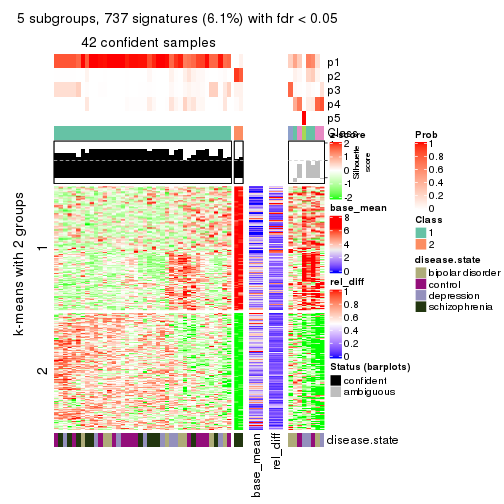 5 subgroups, 737 signatures (6.1%) with fdr < 0.05
42 confident samples
p1
p2
p3
p4
p5
Class
z-score
2
1
0
-1
-2
Silhouette
score
k-means with 2 groups
1
2
base_mean
8
6
4
2
0
rel_diff
1
0.8
0.6
0.4
0.2
0
Prob
1
0.8
0.6
0.4
0.2
0
Class
1
2
disease.state
bipolar disorder
control
depression
schizophrenia
Status (barplots)
confident
ambiguous
disease.state
base_mean
rel_diff